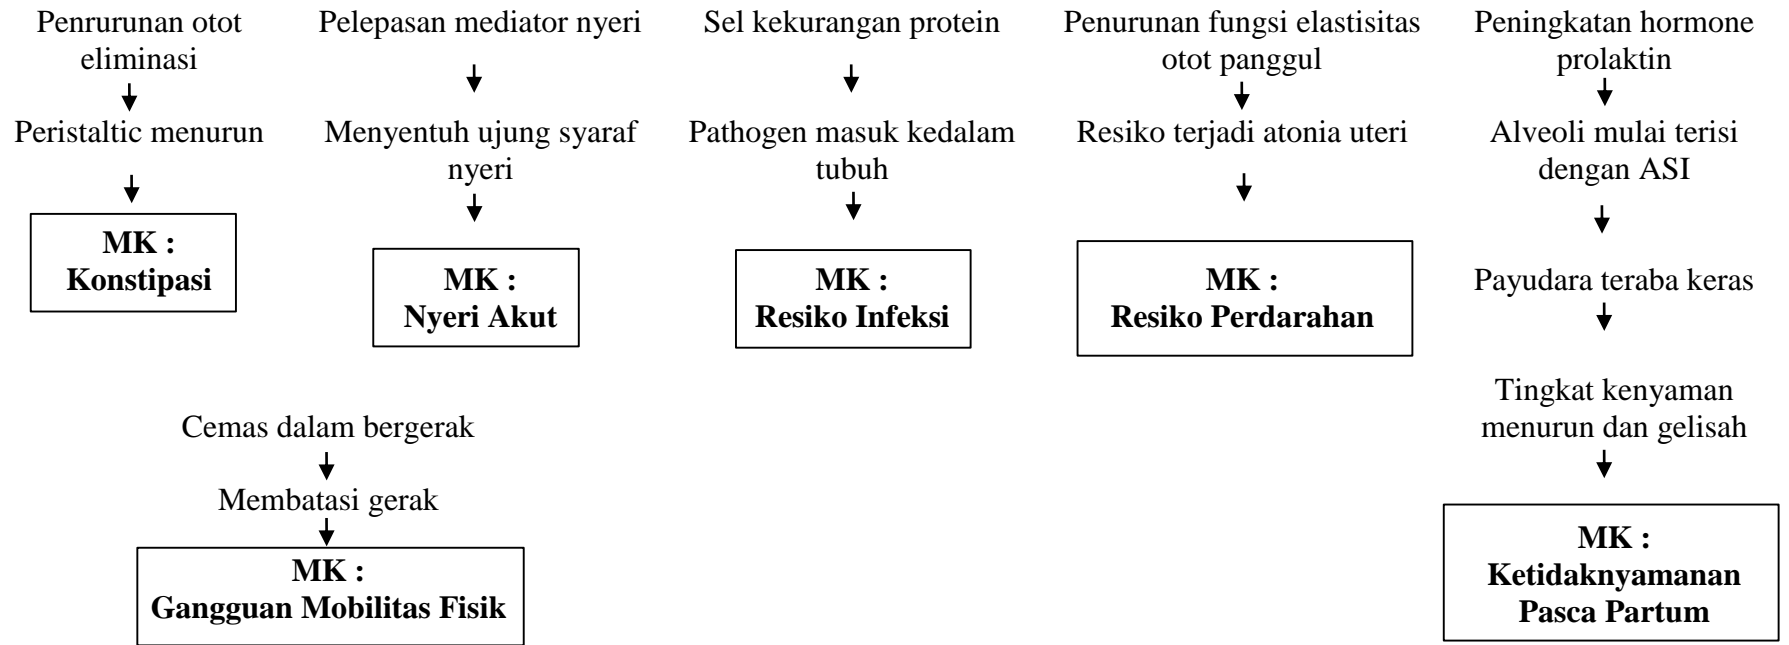 Penrurunan otot
eliminasi
Peristaltic menurun
MK :
Konstipasi
Pelepasan mediator nyeri
Menyentuh ujung syaraf
nyeri
MK :
Nyeri Akut
Sel kekurangan protein
Pathogen masuk kedalam
tubuh
MK :
Resiko Infeksi
Penurunan fungsi elastisitas
otot panggul
Resiko terjadi atonia uteri
MK :
Resiko Perdarahan
Peningkatan hormone
prolaktin
Alveoli mulai terisi
dengan ASI
Payudara teraba keras
Tingkat kenyaman
menurun dan gelisah
MK :
Ketidaknyamanan
Pasca Partum
Cemas dalam bergerak
Membatasi gerak
MK :
Gangguan Mobilitas Fisik